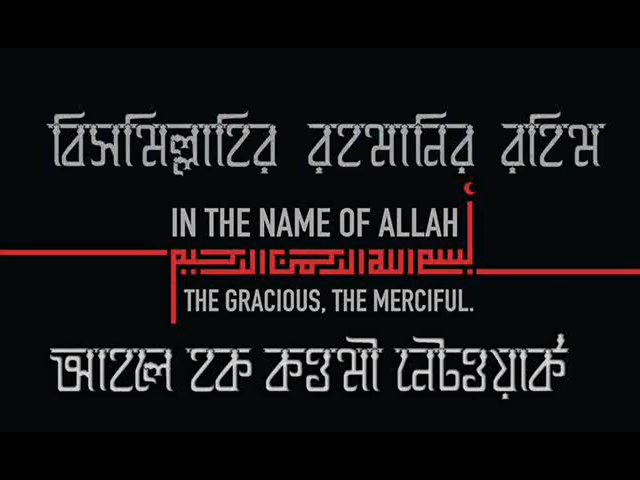 বিসমিল্লাহির রহমানির রহিম
IN THE NAME OF ALLAH
بسم الله الرحمن الرحيم
THE GRACIOUS, THE MERCIFUL.
আহলে হক কওমী নেটওয়ার্ক